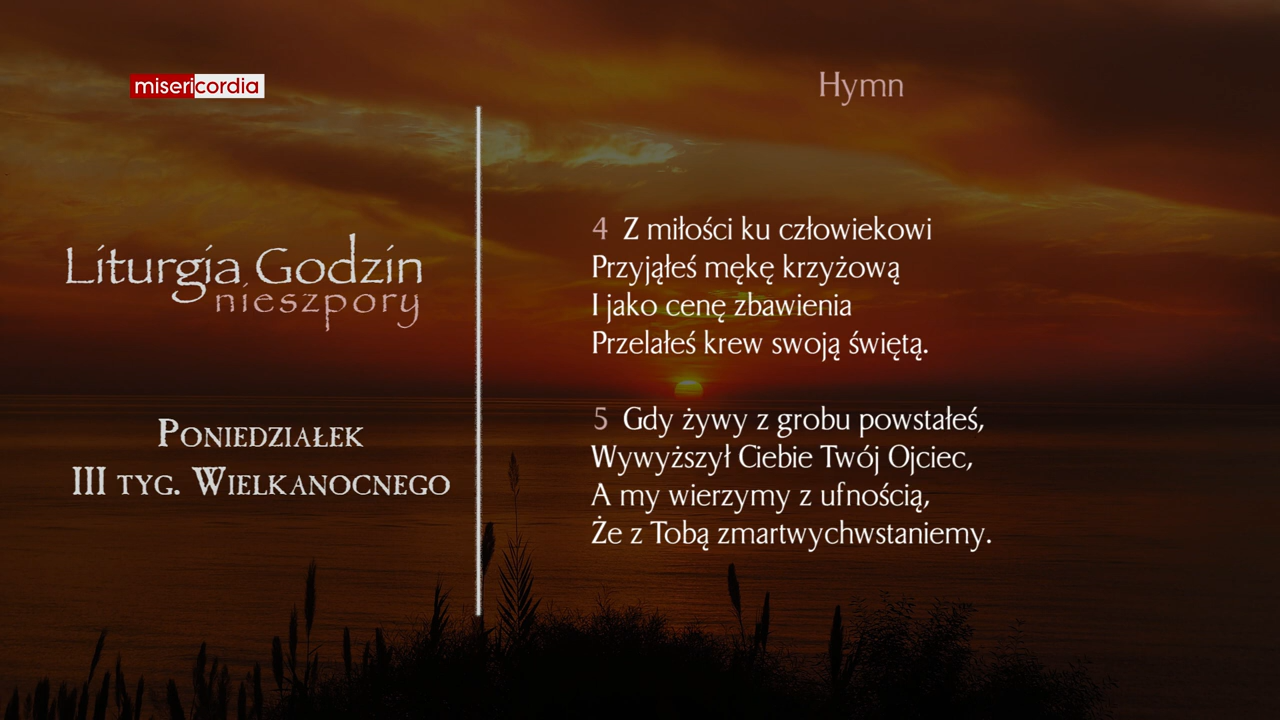 misericordia
Liturgia Godzin
nieszpory
Poniedziałek
III tyg. Wielkanocnego
Hymn
4 Z miłości ku człowiekowi
Przyjąłeś mękę krzyżową
I jako cenę zbawienia
Przelałeś krew swoją świętą.
5 Gdy żywy z grobu powstałeś,
Wywyższył Ciebie Twój Ojciec,
A my wierzymy z ufnością,
Że z Tobą zmartwychwstaniemy.